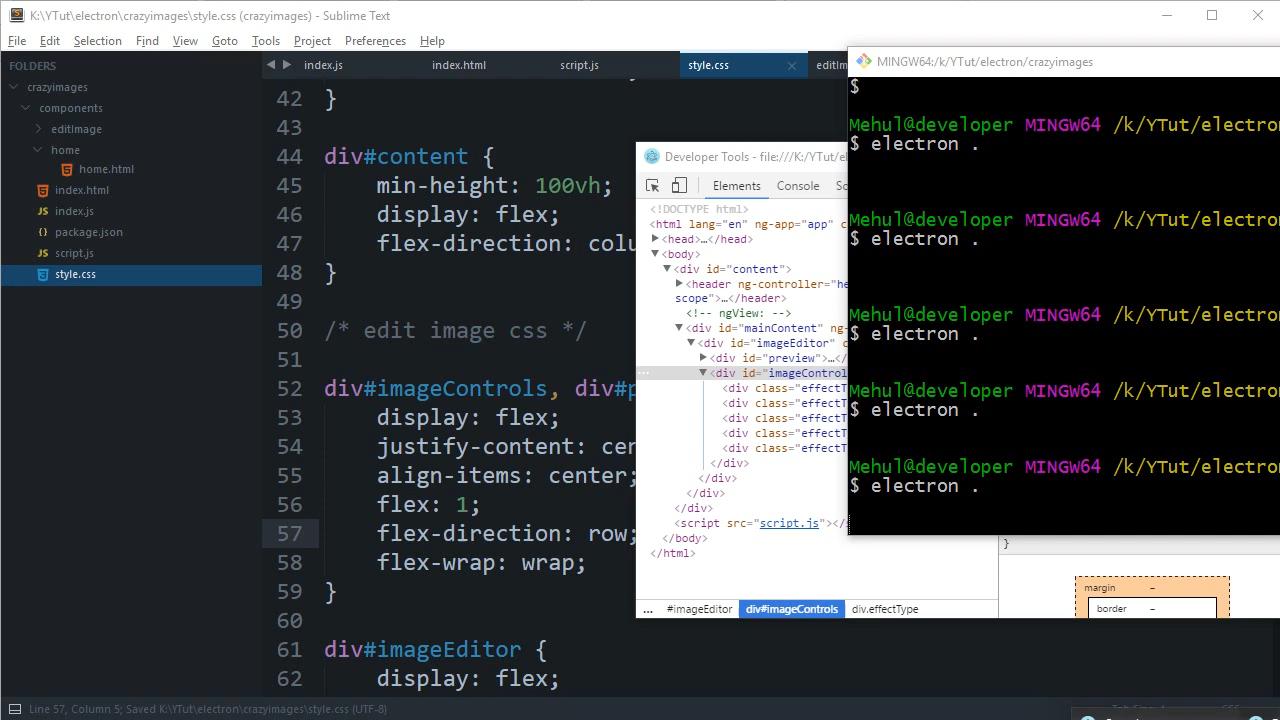 K:\YTut\electron\crazyimages\style.css (crazyimages) - Sublime Text
File Edit Selection Find View Goto Tools Project Preferences Help
FOLDERS
crazyimages
components
editImage
home
home.html
index.html
index.js
package.json
script.js
style.css
index.js index.html script.js style.css editIm
42 }
43
44 div#content {
45 min-height: 100vh;
46 display: flex;
47 flex-direction: colu
48 }
49
50 /* edit image css */
51
52 div#imageControls, div#p
53 display: flex;
54 justify-content: cen
55 align-items: center;
56 flex: 1;
57 flex-direction: row;
58 flex-wrap: wrap;
59 }
60
61 div#imageEditor {
62 display: flex;
Line 57, Column 5; Saved K:\YTut\electron\crazyimages\style.css (UTF-8)
Developer Tools - file:///K:/YTut/el
Elements Console So
<!DOCTYPE html>
<html lang="en" ng-app="app" c
<head>…</head>
<body>
<div id="content">
<header ng-controller="he
scope">…</header>
<!-- ngView: -->
<div id="mainContent" ng-
<div id="imageEditor" c
<div id="preview">…</
<div id="imageControl
<div class="effectT
<div class="effectT
<div class="effectT
<div class="effectT
<div class="effectT
</div>
</div>
</div>
</div>
<script src="script.js"></s
</body>
</html>
... #imageEditor div#imageControls div.effectType
}
margin –
border –
MINGW64:/k/YTut/electron/crazyimages
$
Mehul@developer MINGW64 /k/YTut/electro
$ electron .
Mehul@developer MINGW64 /k/YTut/electro
$ electron .
Mehul@developer MINGW64 /k/YTut/electro
$ electron .
Mehul@developer MINGW64 /k/YTut/electro
$ electron .
Mehul@developer MINGW64 /k/YTut/electro
$ electron .